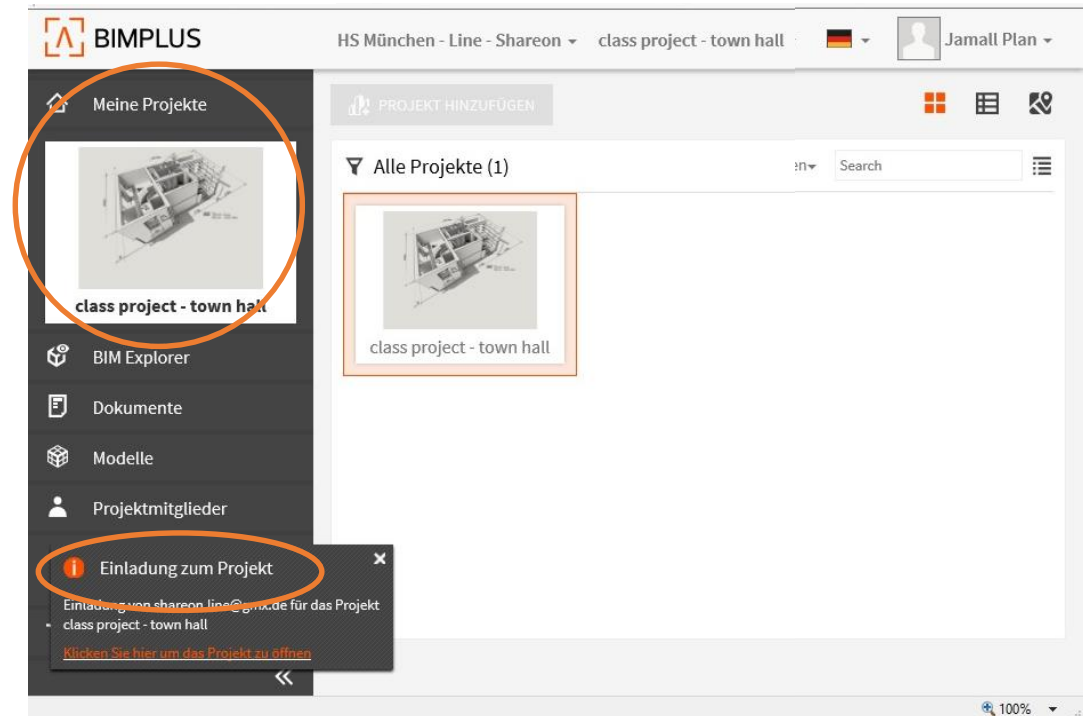 BIMPLUS
HS München - Line - Shareon
class project - town hall
Jamall Plan
Meine Projekte
class project - town hall
BIM Explorer
Dokumente
Modelle
Projektmitglieder
PROJEKT HINZUFÜGEN
Alle Projekte (1)
en
Search
class project - town hall
Einladung zum Projekt
Einladung von shareon.line@gmx.de für das Projekt
class project - town hall
Klicken Sie hier um das Projekt zu öffnen
100%